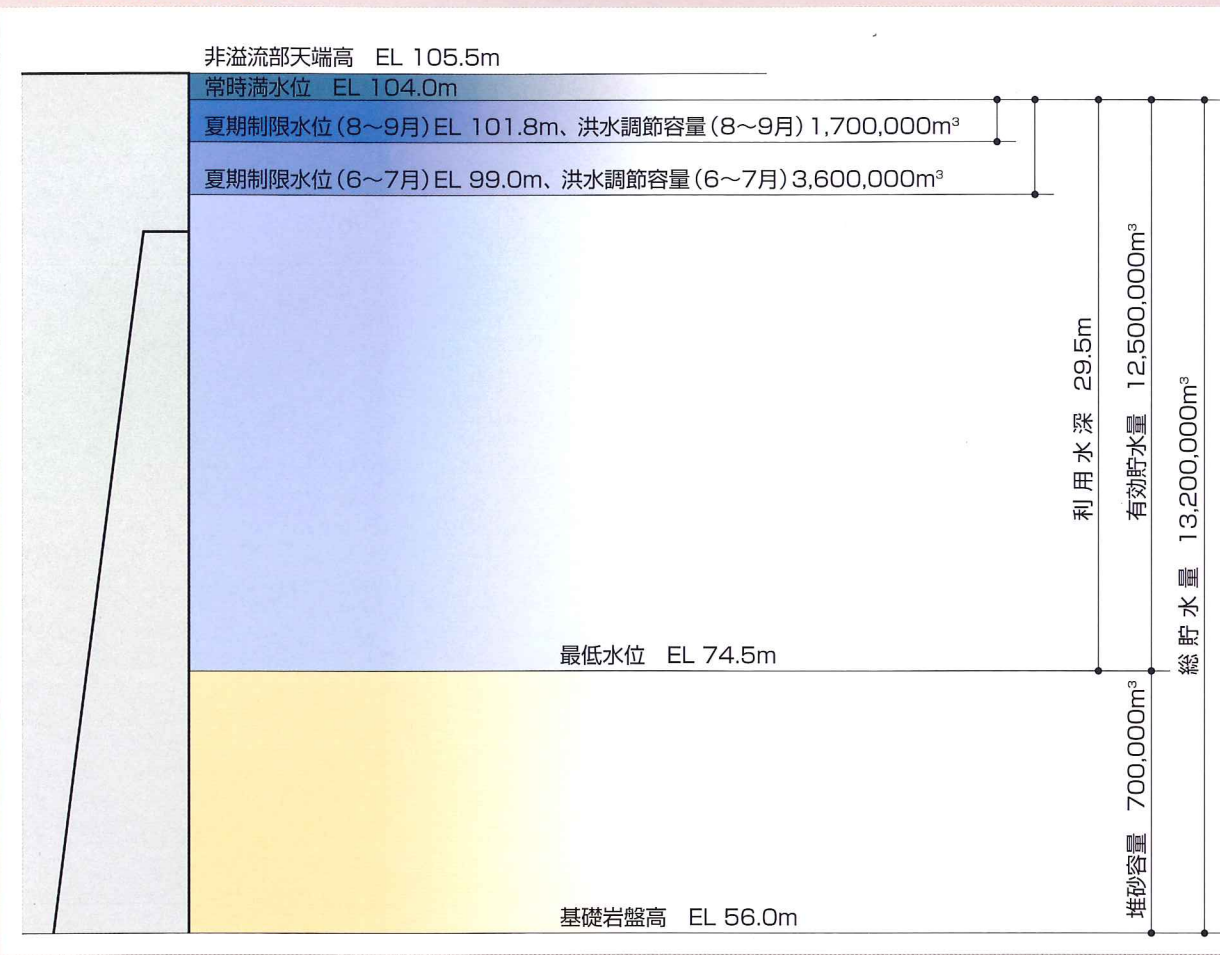 非溢流部天端高 EL 105.5m
常時満水位 EL 104.0m
夏期制限水位(8〜9月)EL 101.8m、洪水調節容量(8〜9月)1,700,000m³
夏期制限水位(6〜7月)EL 99.0m、洪水調節容量(6〜7月)3,600,000m³
利用水深 29.5m
有効貯水量 12,500,000m³
総貯水量 13,200,000m³
最低水位 EL 74.5m
堆砂容量 700,000m³
基礎岩盤高 EL 56.0m